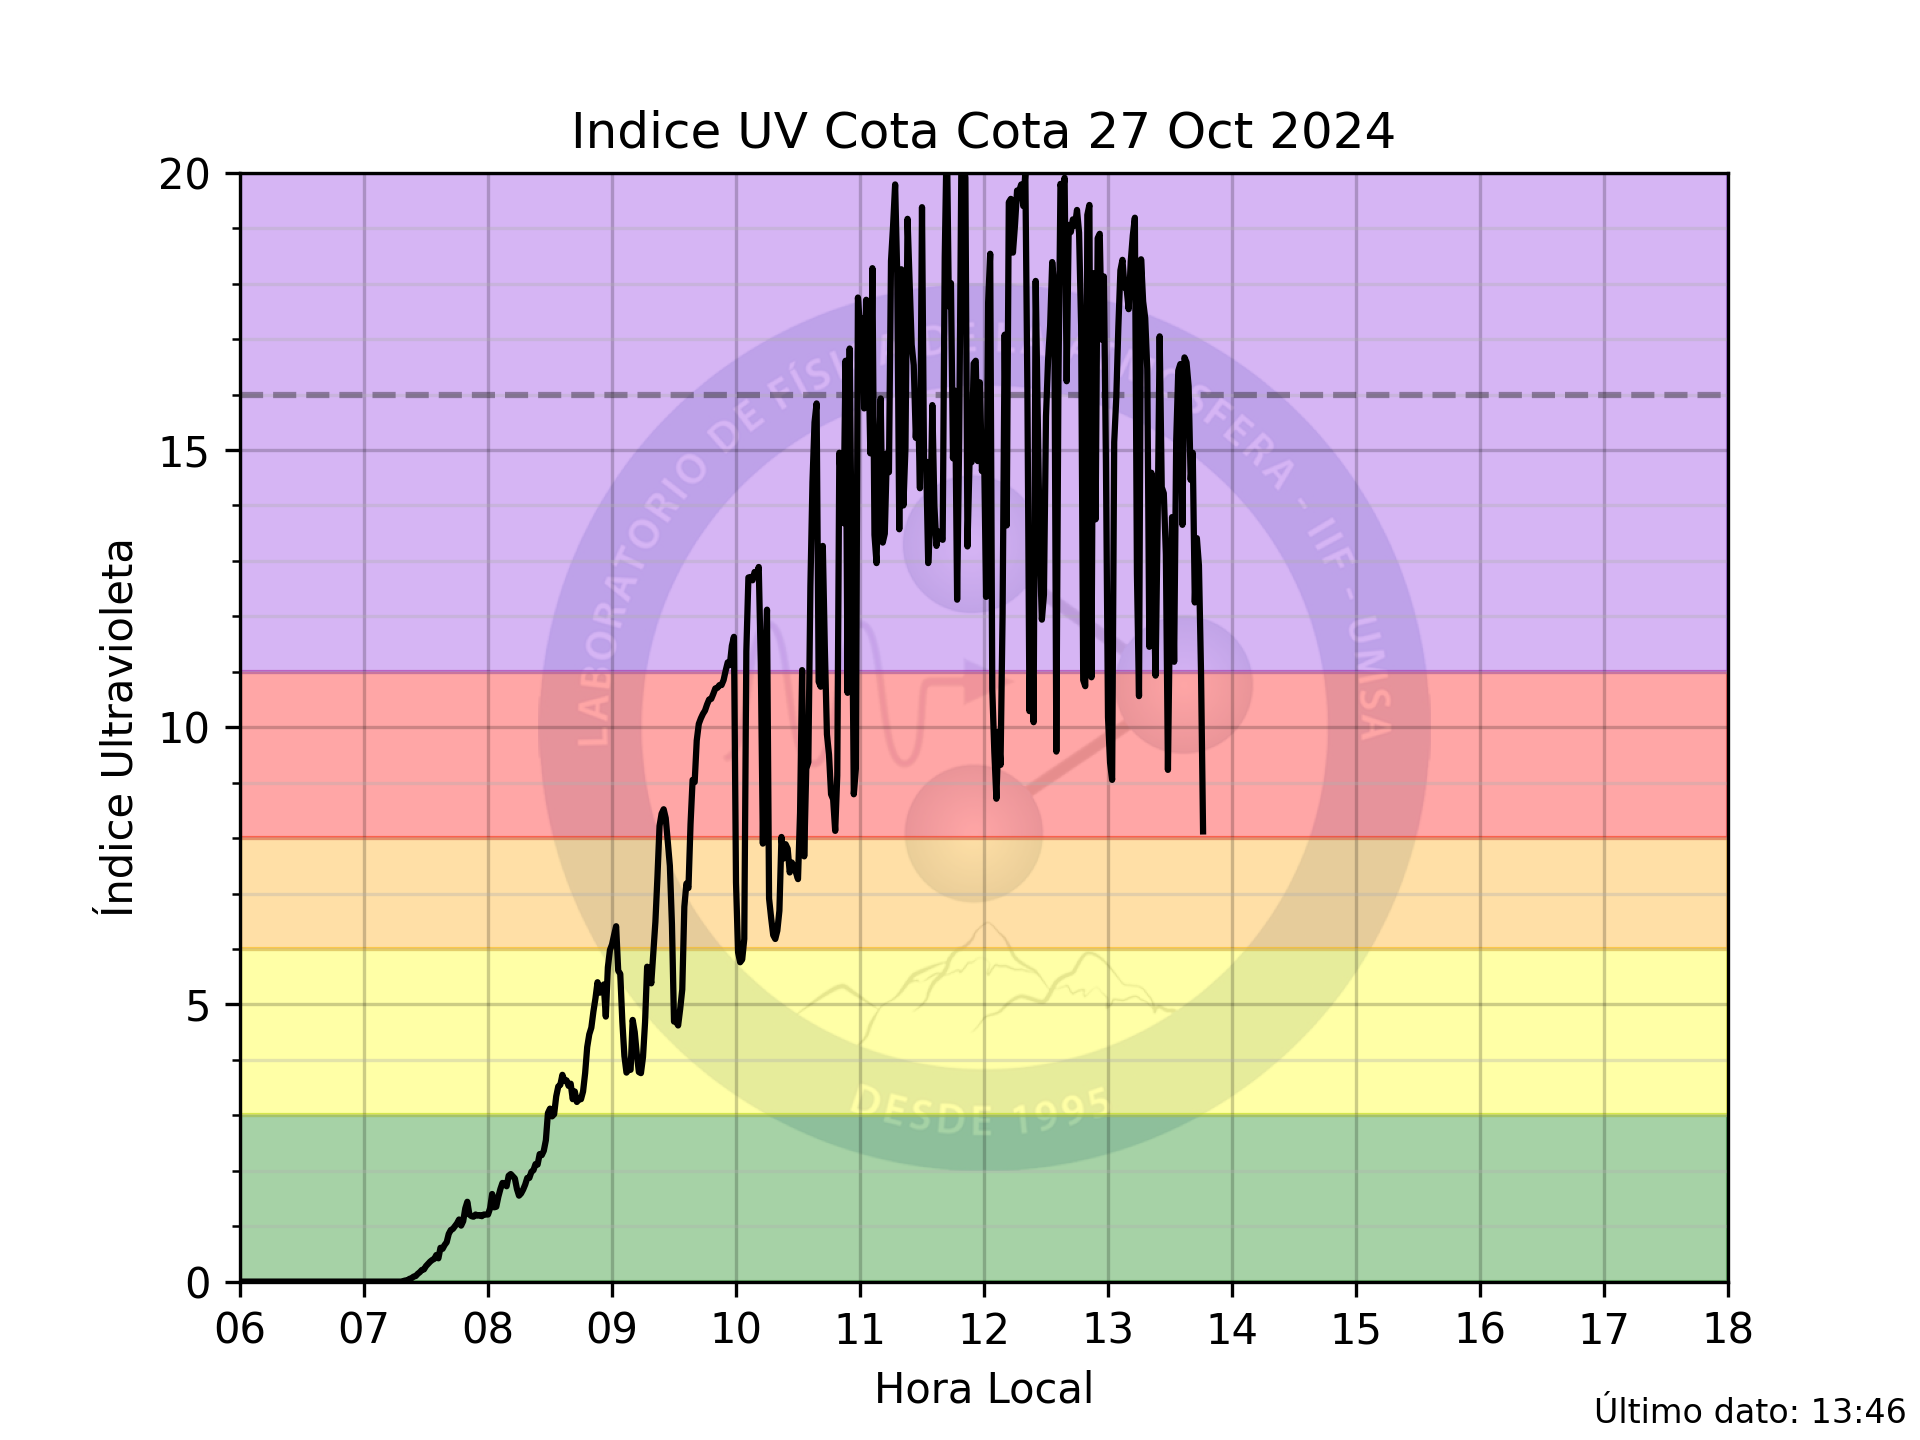 Indice UV Cota Cota 27 Oct 2024
20
15
10
5
0
Índice Ultravioleta
LABORATORIO DE FÍSICA DE LA ATMÓSFERA - IIF - UMSA
DESDE 1995
06 07 08 09 10 11 12 13 14 15 16 17 18
Hora Local
Último dato: 13:46